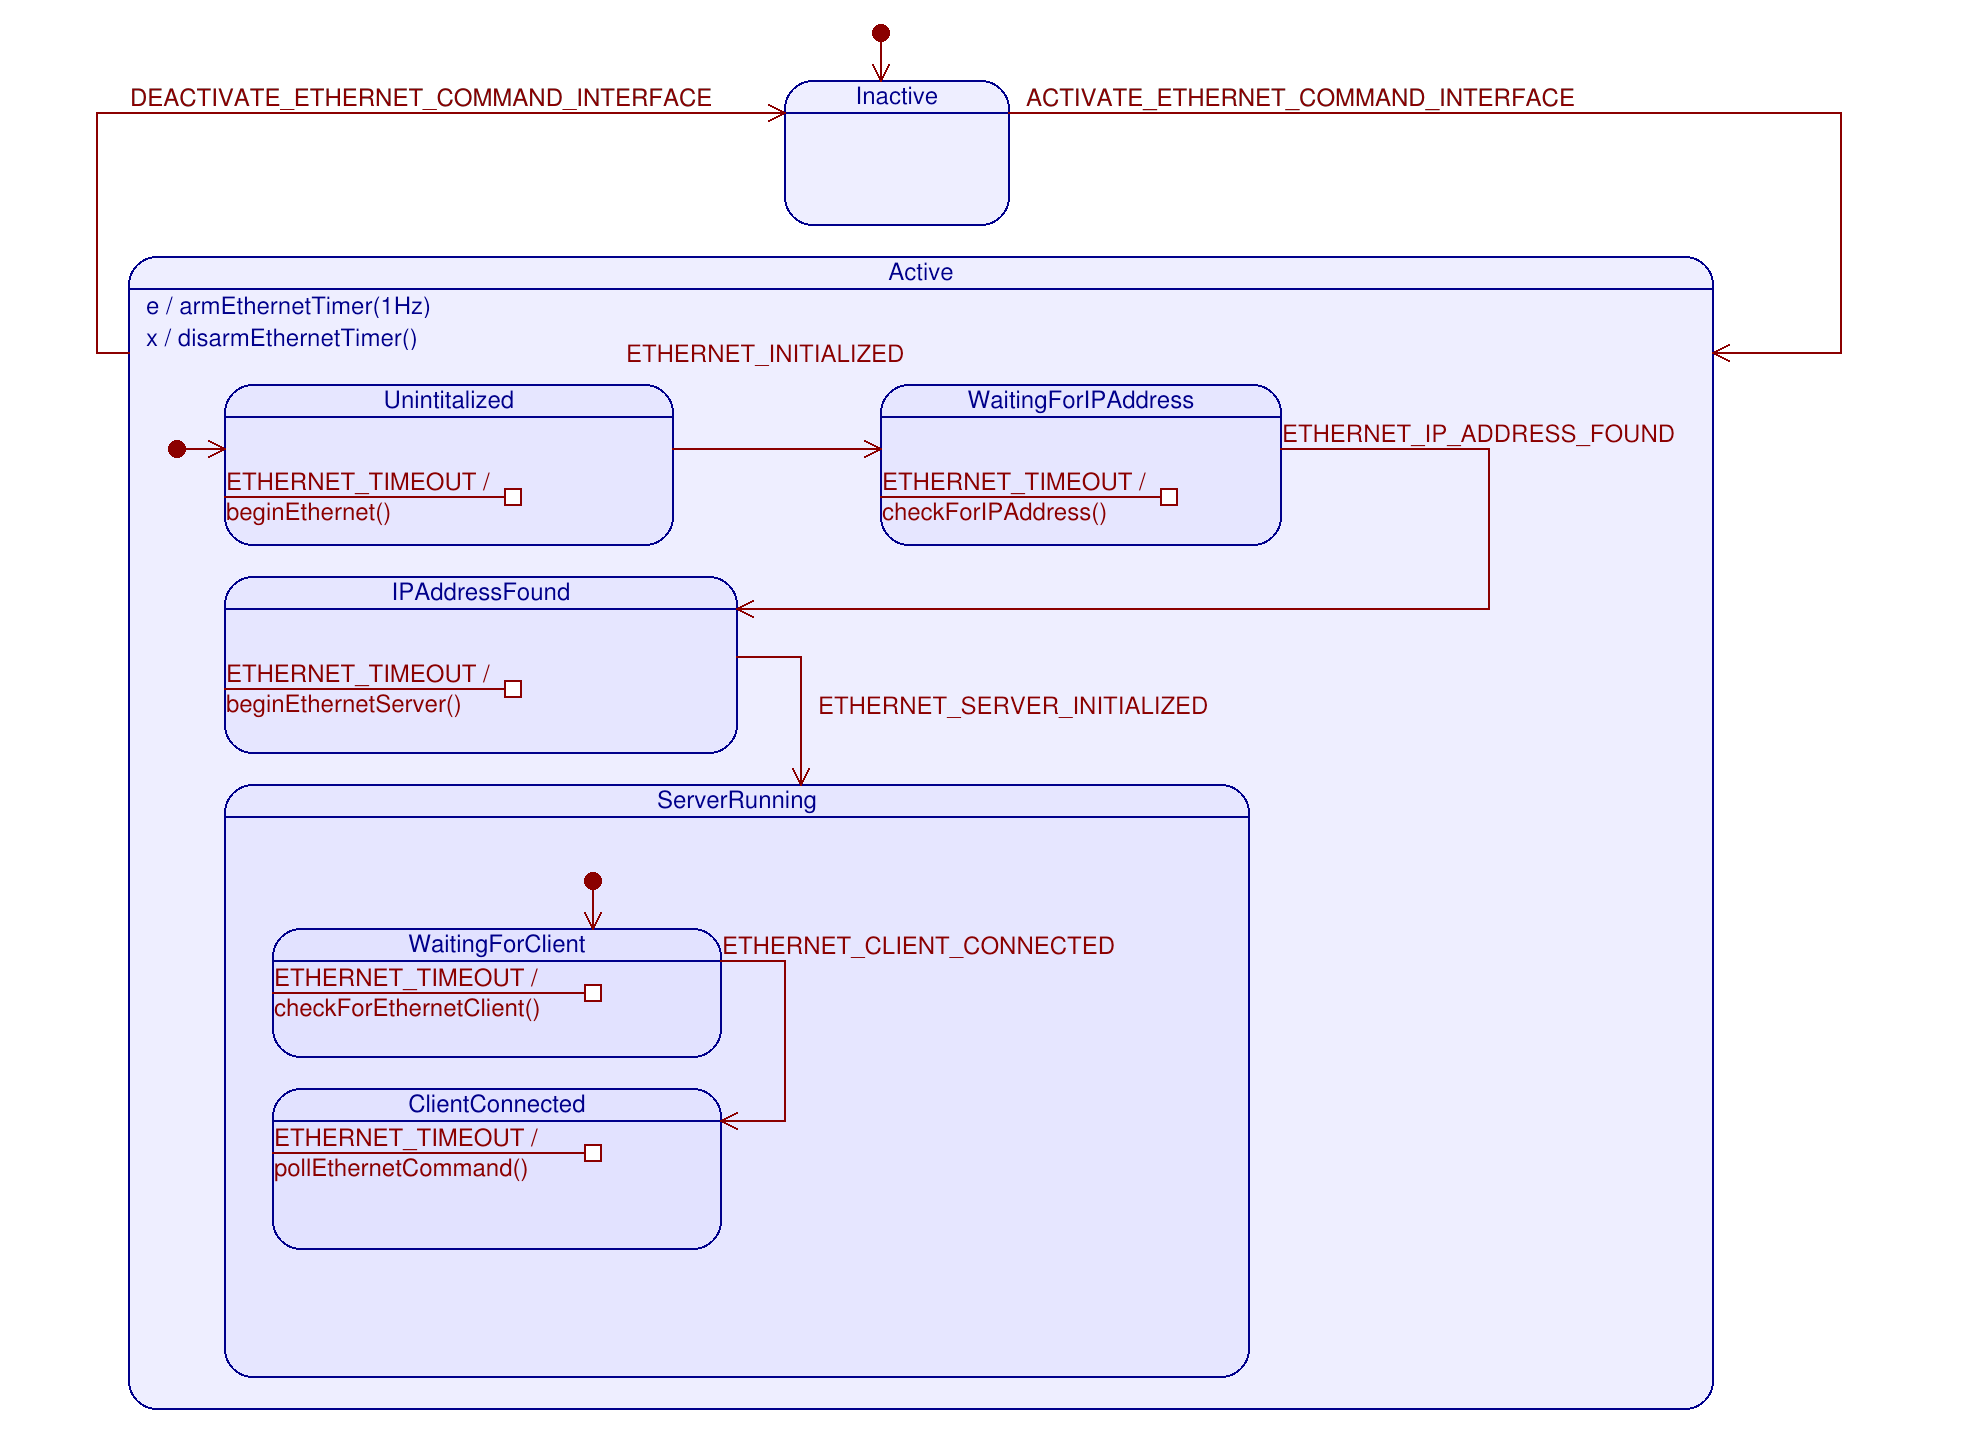 DEACTIVATE_ETHERNET_COMMAND_INTERFACE
Inactive
ACTIVATE_ETHERNET_COMMAND_INTERFACE
Active
e / armEthernetTimer(1Hz)
x / disarmEthernetTimer()
ETHERNET_INITIALIZED
Unintitalized
WaitingForIPAddress
ETHERNET_IP_ADDRESS_FOUND
ETHERNET_TIMEOUT /
beginEthernet()
ETHERNET_TIMEOUT /
checkForIPAddress()
IPAddressFound
ETHERNET_TIMEOUT /
beginEthernetServer()
ETHERNET_SERVER_INITIALIZED
ServerRunning
WaitingForClient
ETHERNET_CLIENT_CONNECTED
ETHERNET_TIMEOUT /
checkForEthernetClient()
ClientConnected
ETHERNET_TIMEOUT /
pollEthernetCommand()